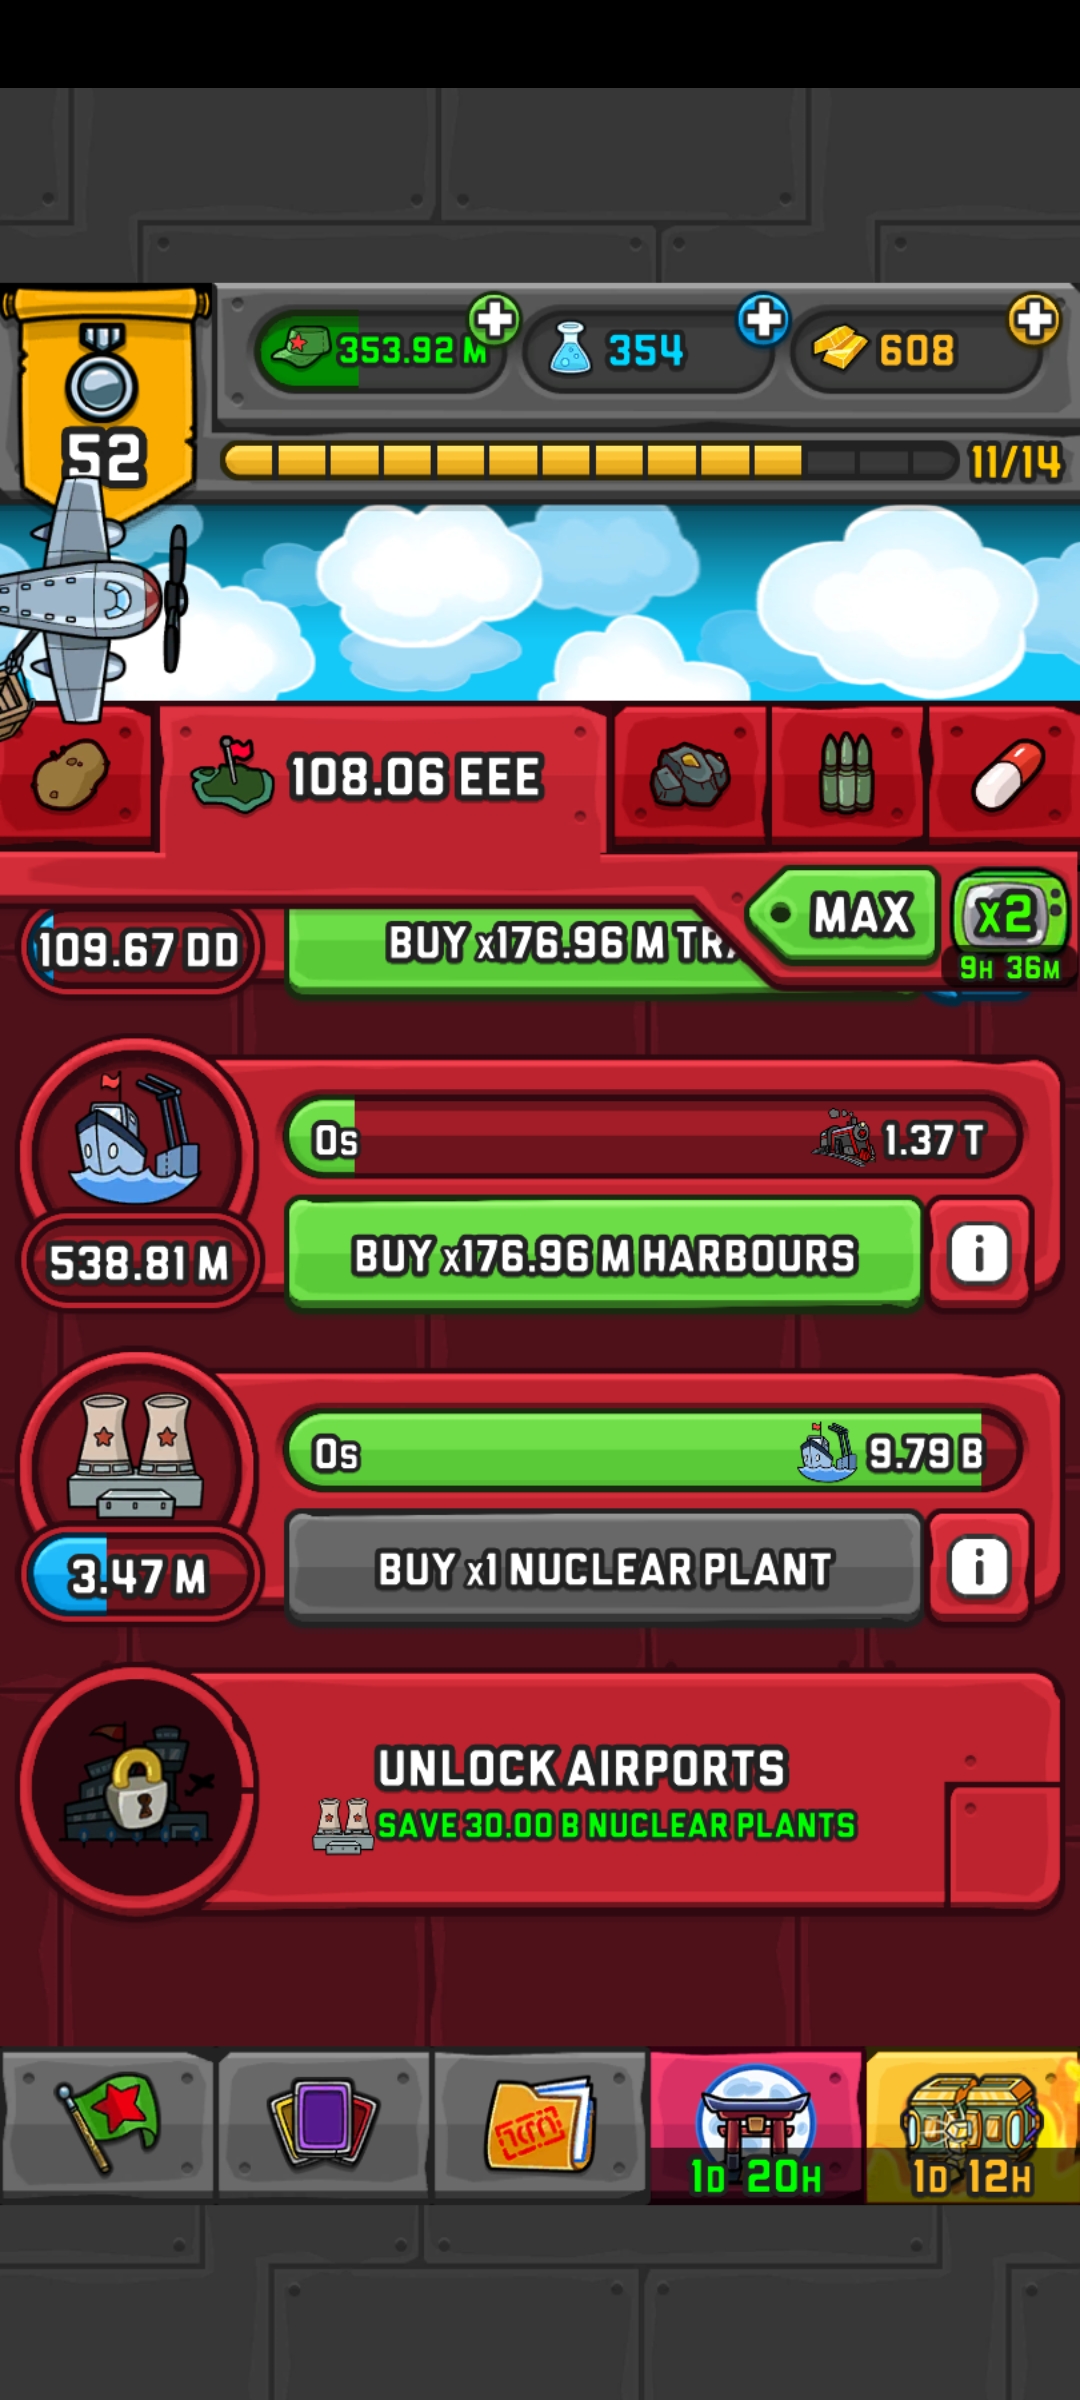 353.92 M
354
608
52
11/14
108.06 EEE
MAX
x2
9H 36M
109.67 DD
BUY x176.96 M
0s
1.37 T
538.81 M
BUY x176.96 M HARBOURS
i
0s
9.79 B
3.47 M
BUY x1 NUCLEAR PLANT
i
UNLOCK AIRPORTS
SAVE 30.00 B NUCLEAR PLANTS
1D 20H
1D 12H